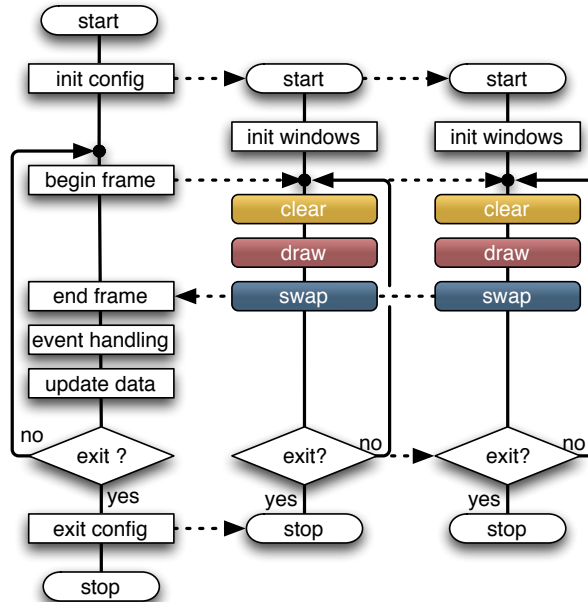 start
init config
begin frame
end frame
event handling
update data
no
exit ?
yes
exit config
stop
start
init windows
clear
draw
swap
exit?
no
yes
stop
start
init windows
clear
draw
swap
exit?
no
yes
stop